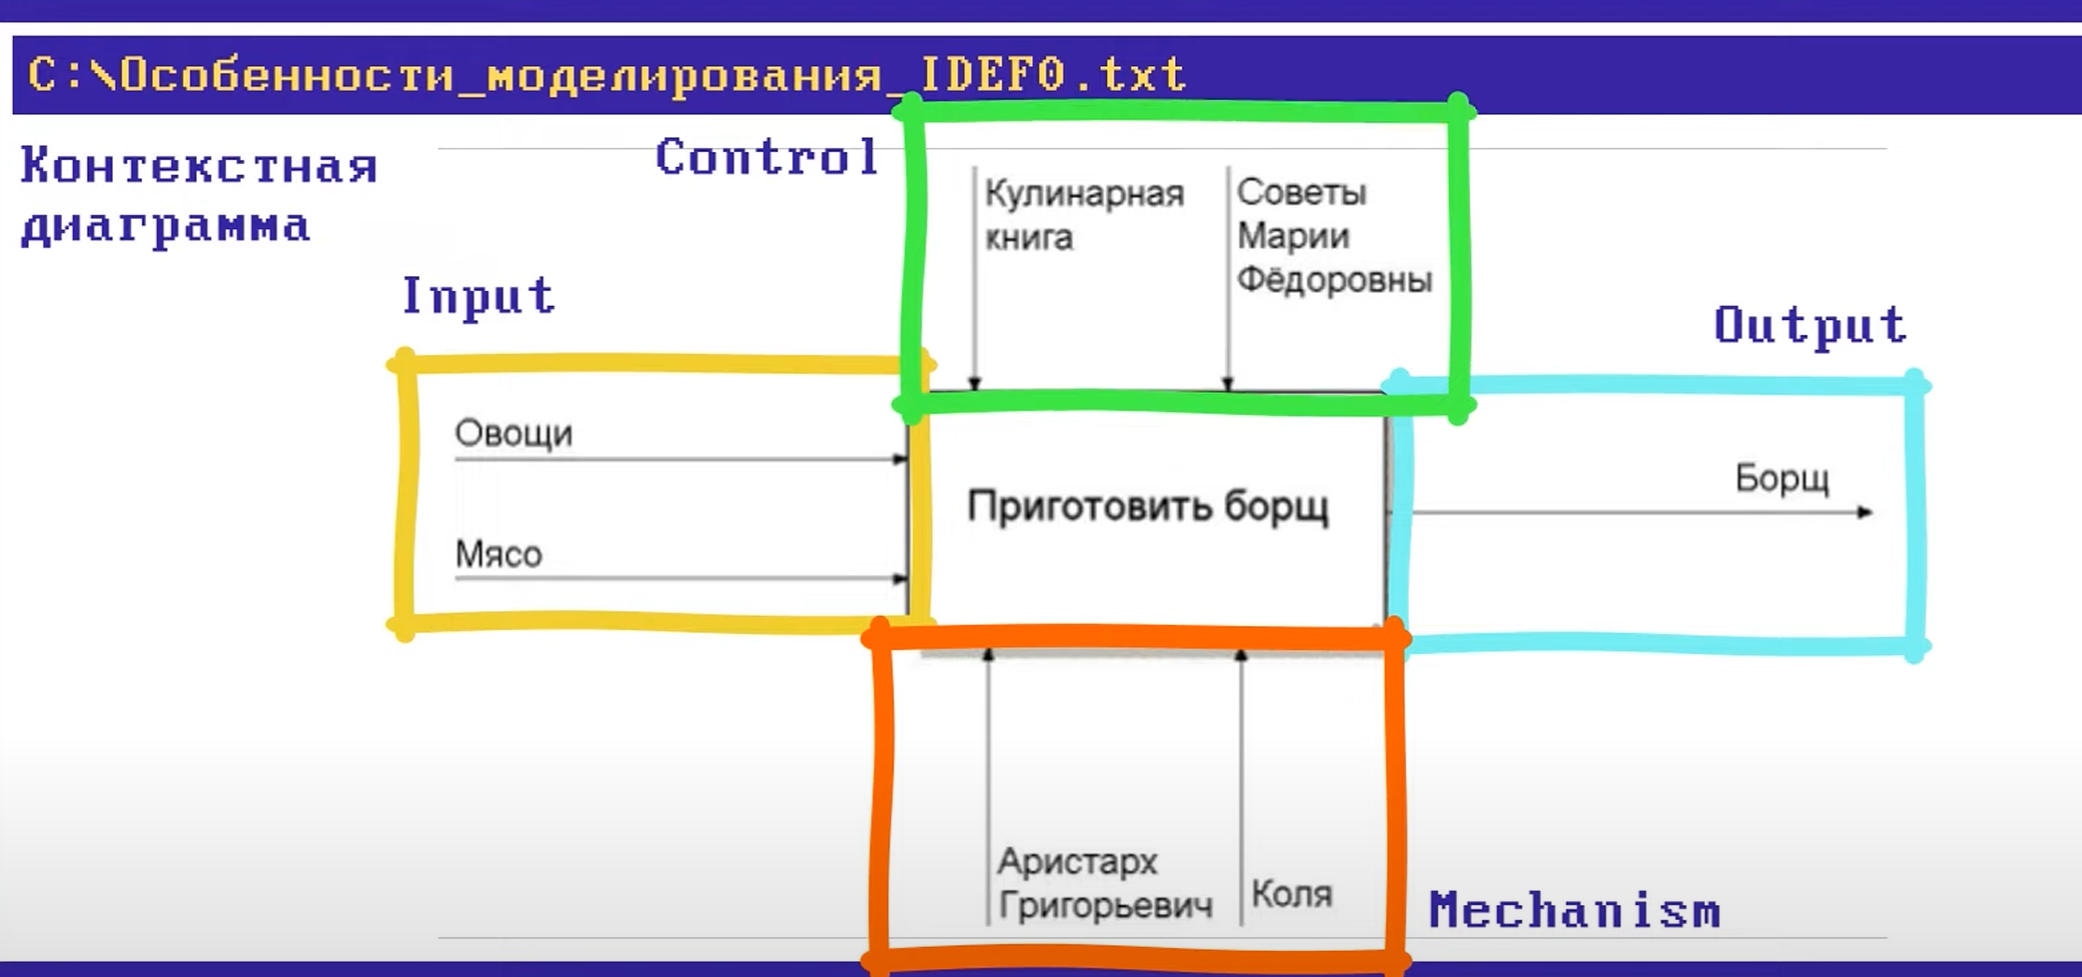 C:\Особенности_моделирования_IDEF0.txt
Контекстная
диаграмма
Control
Кулинарная
книга
Советы
Марии
Фёдоровны
Input
Output
Овощи
Мясо
Приготовить борщ
Борщ
Аристарх
Григорьевич
Коля
Mechanism